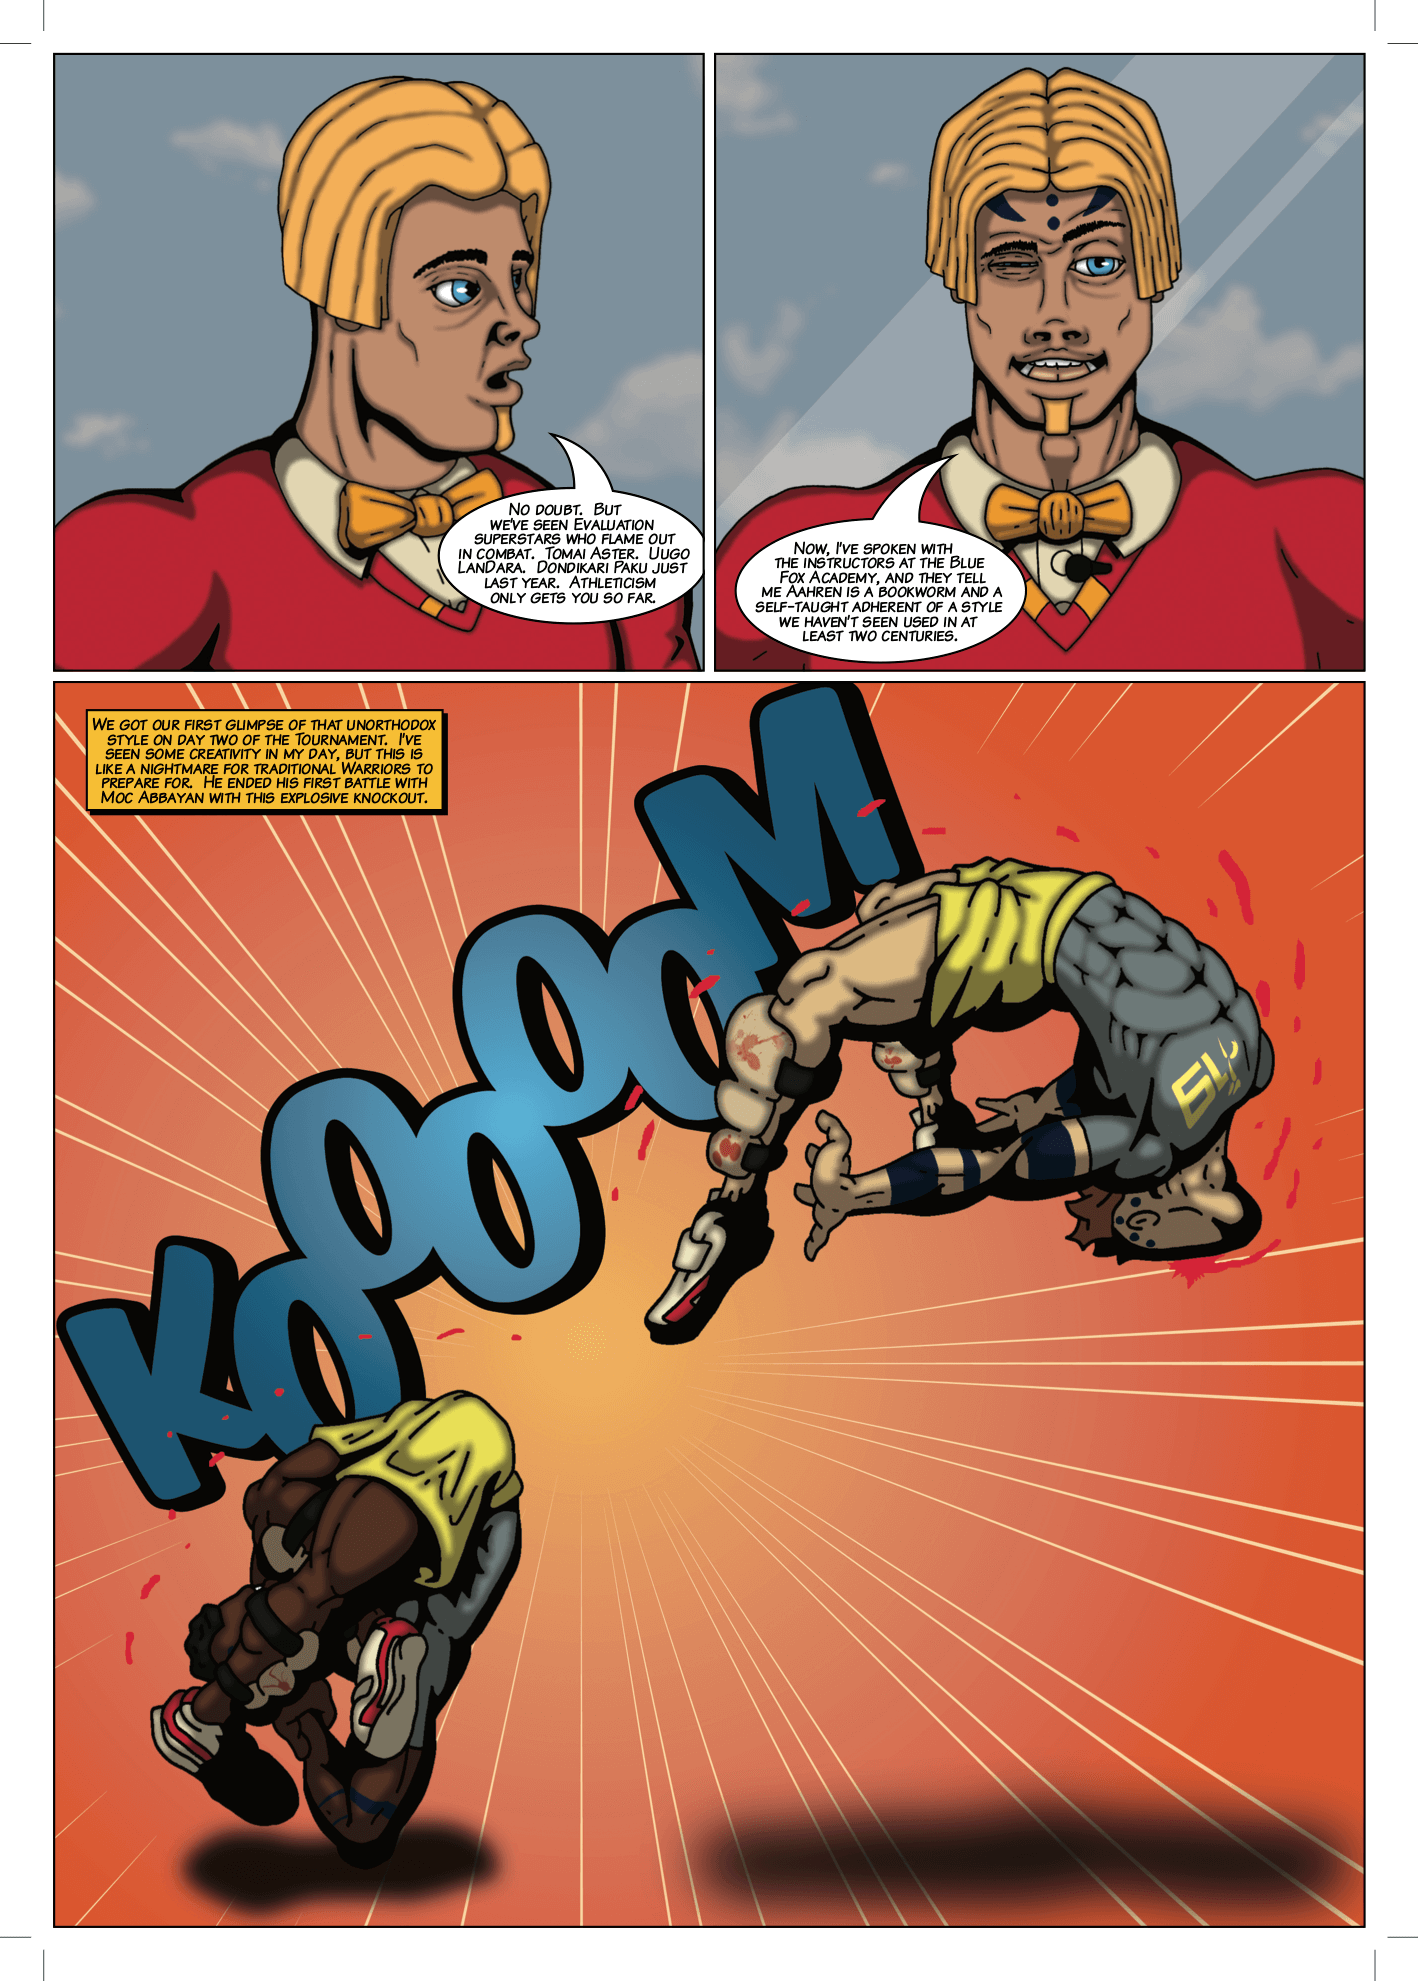 No doubt. But
we've seen Evaluation
superstars who flame out
in combat. Tomai Aster. Uugo
LanDara. Dondikari Paku just
last year. Athleticism
only gets you so far.
Now, I've spoken with
the instructors at the Blue
Fox Academy, and they tell
me Aahren is a bookworm and a
self-taught adherent of a style
we haven't seen used in at
least two centuries.
We got our first glimpse of that unorthodox
style on day two of the Tournament. I've
seen some creativity in my day, but this is
like a nightmare for traditional Warriors to
prepare for. He ended his first battle with
Moc Abbayan with this explosive knockout.
KOOOOOM